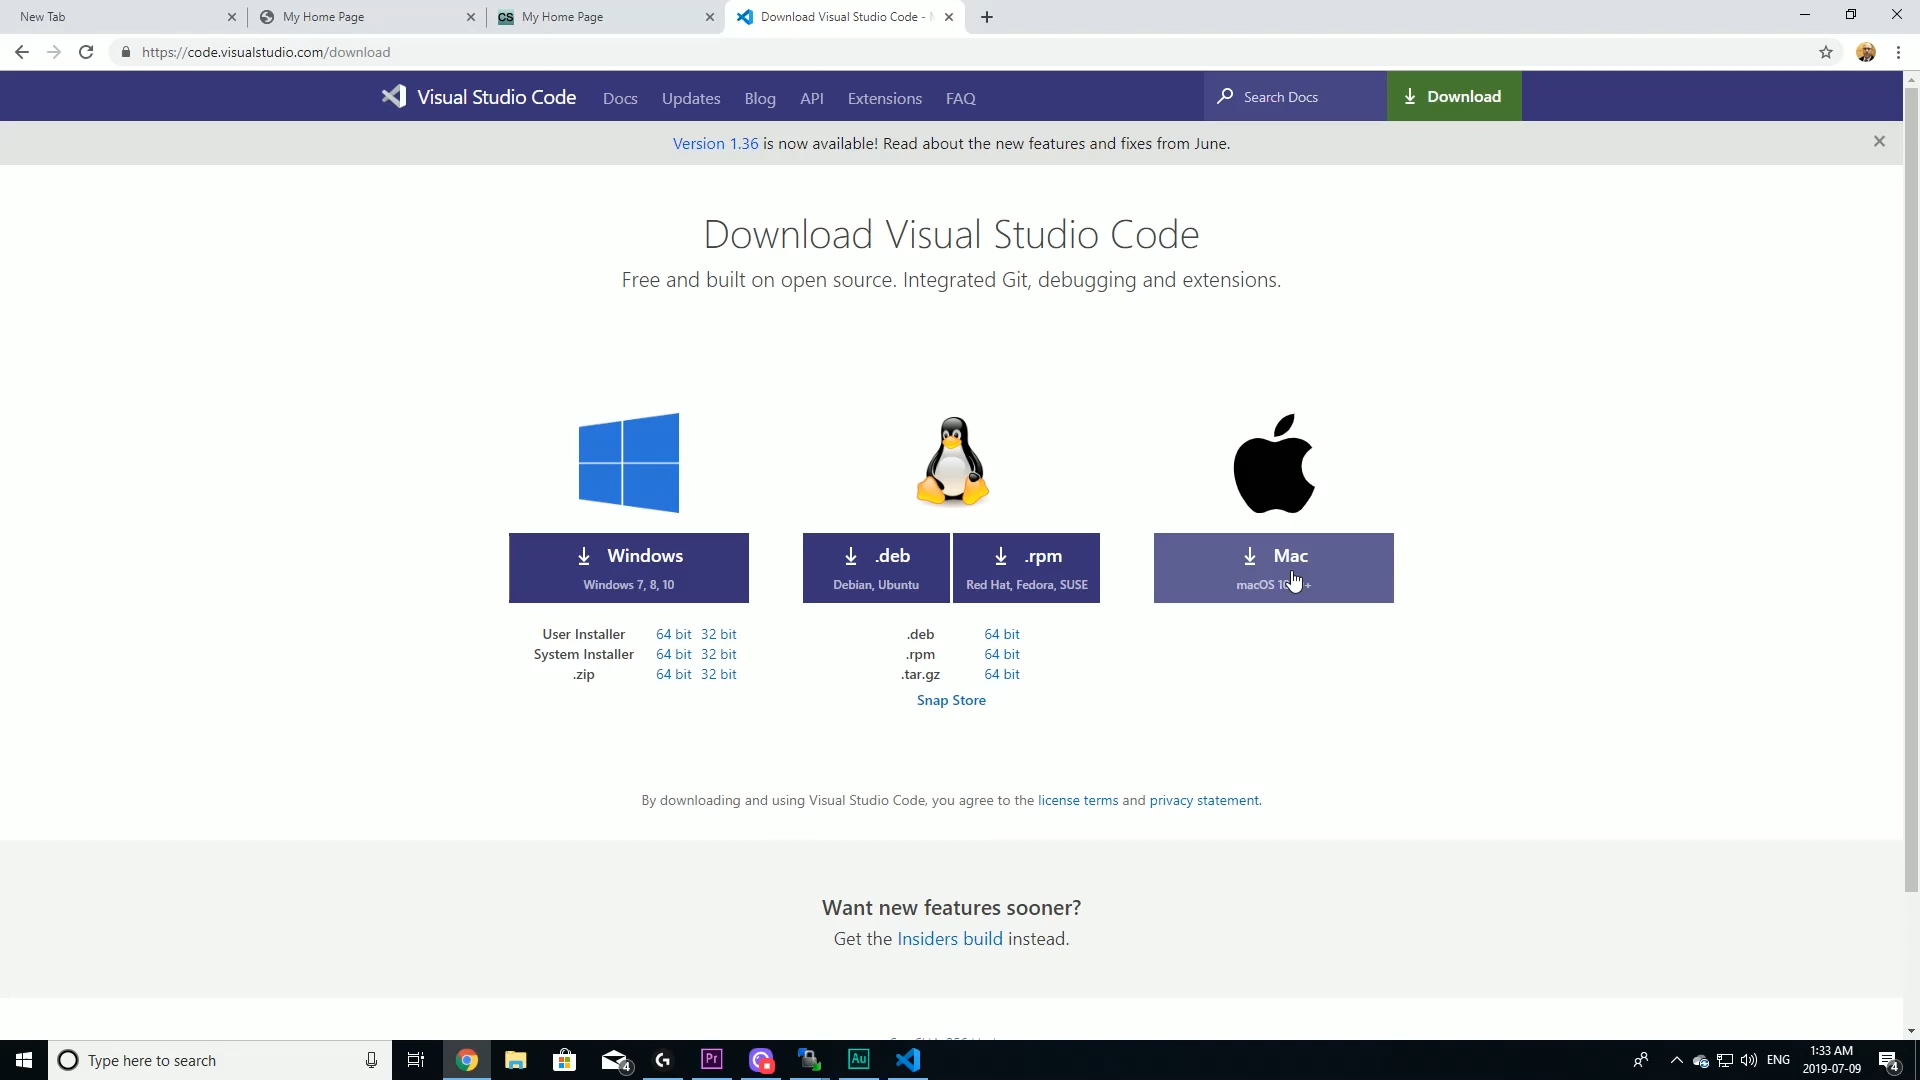 New Tab
My Home Page
CS My Home Page
Download Visual Studio Code -
https://code.visualstudio.com/download
Visual Studio Code
Docs
Updates
Blog
API
Extensions
FAQ
Search Docs
Download
Version 1.36 is now available! Read about the new features and fixes from June.
Download Visual Studio Code
Free and built on open source. Integrated Git, debugging and extensions.
Windows
Windows 7, 8, 10
.deb
Debian, Ubuntu
.rpm
Red Hat, Fedora, SUSE
Mac
macOS
User Installer 64 bit 32 bit
System Installer 64 bit 32 bit
.zip 64 bit 32 bit
.deb 64 bit
.rpm 64 bit
.tar.gz 64 bit
Snap Store
By downloading and using Visual Studio Code, you agree to the license terms and privacy statement.
Want new features sooner?
Get the Insiders build instead.
Type here to search
4
Pr
Au
ENG
1:33 AM
2019-07-09
4